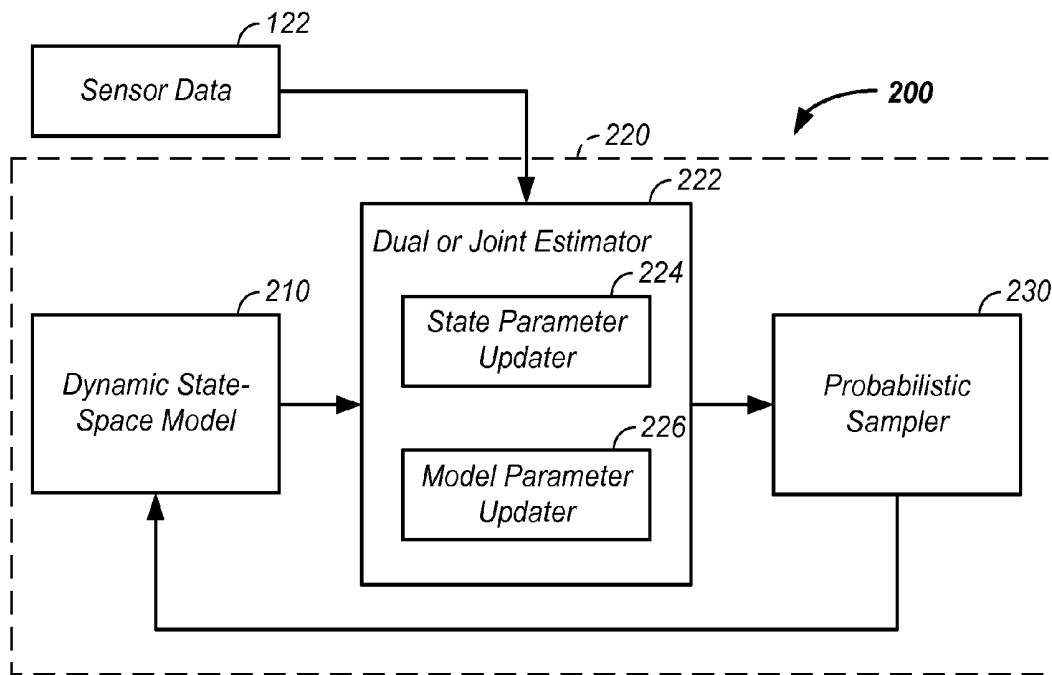 122
Sensor Data
200
220
222
Dual or Joint Estimator
224
State Parameter
Updater
210
Dynamic State-
Space Model
230
Probabilistic
Sampler
226
Model Parameter
Updater